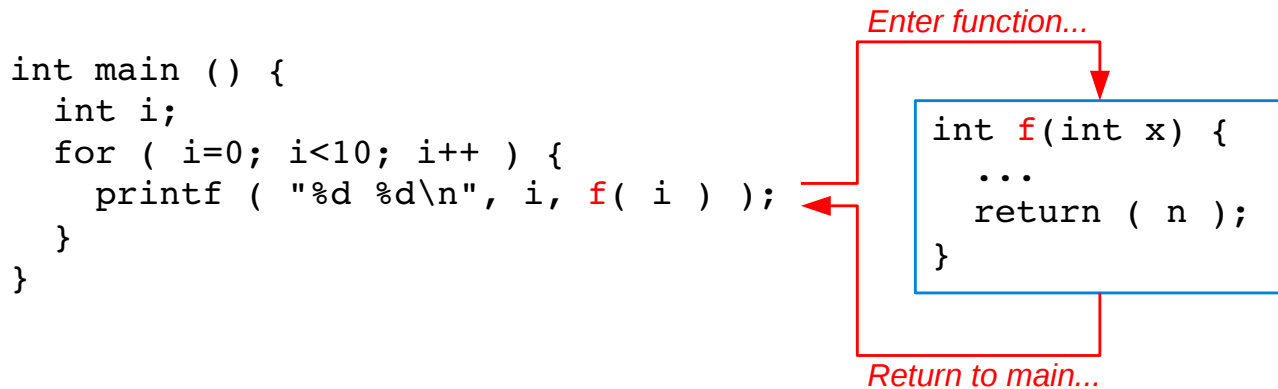 Enter function...
int main () {
  int i;
  for ( i=0; i<10; i++ ) {
    printf ( "%d %d\n", i, f( i ) );
  }
}
int f(int x) {
  ...
  return ( n );
}
Return to main...